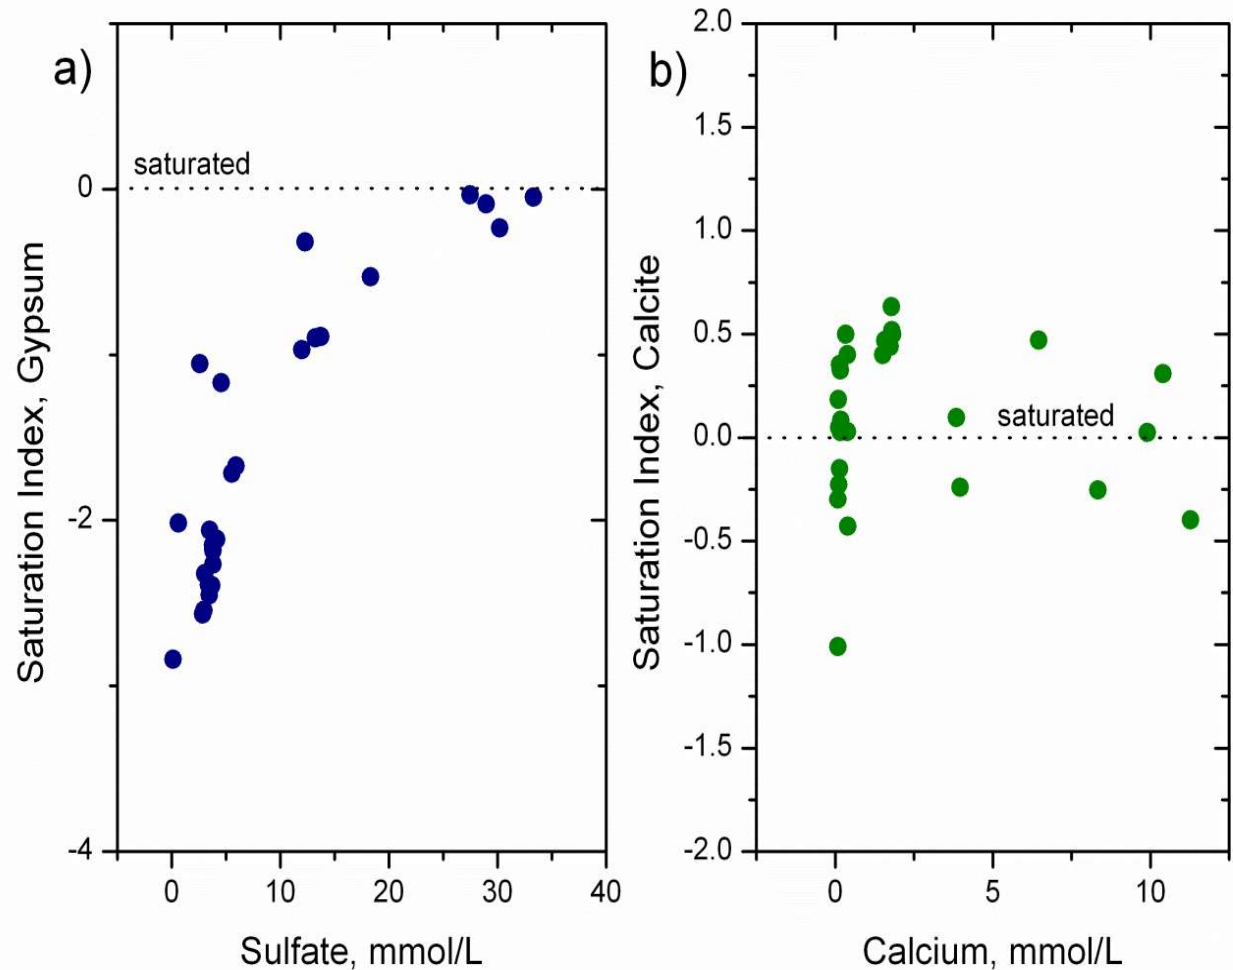 a)
saturated
0
-2
-4
0 10 20 30 40
Sulfate, mmol/L
Saturation Index, Gypsum
b)
2.0
1.5
1.0
0.5
0.0
-0.5
-1.0
-1.5
-2.0
saturated
0 5 10
Calcium, mmol/L
Saturation Index, Calcite